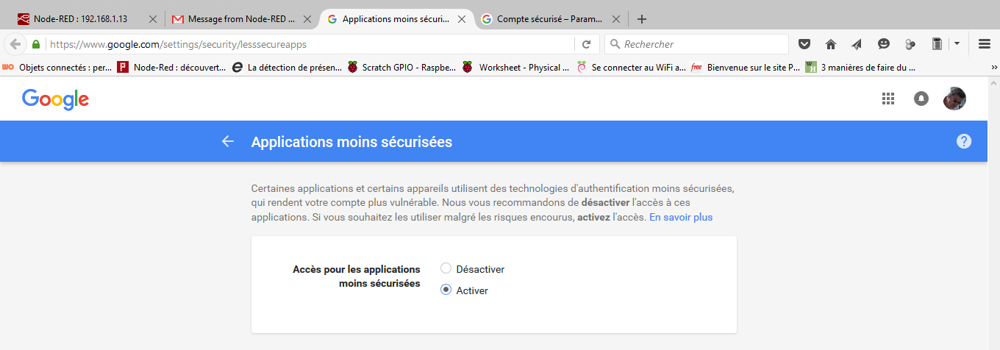 Node-RED : 192.168.1.13
Message from Node-RED ...
Applications moins sécuri...
Compte sécurisé – Param...
https://www.google.com/settings/security/lesssecureapps
Rechercher
Objets connectés : per...
Node-Red : découvert...
La détection de présen...
Scratch GPIO - Raspbe...
Worksheet - Physical ...
Se connecter au WiFi a...
free Bienvenue sur le site P...
3 manières de faire du ...
Google
Applications moins sécurisées
Certaines applications et certains appareils utilisent des technologies d'authentification moins sécurisées,
qui rendent votre compte plus vulnérable. Nous vous recommandons de désactiver l'accès à ces
applications. Si vous souhaitez les utiliser malgré les risques encourus, activez l'accès. En savoir plus
Accès pour les applications
moins sécurisées
Désactiver
Activer